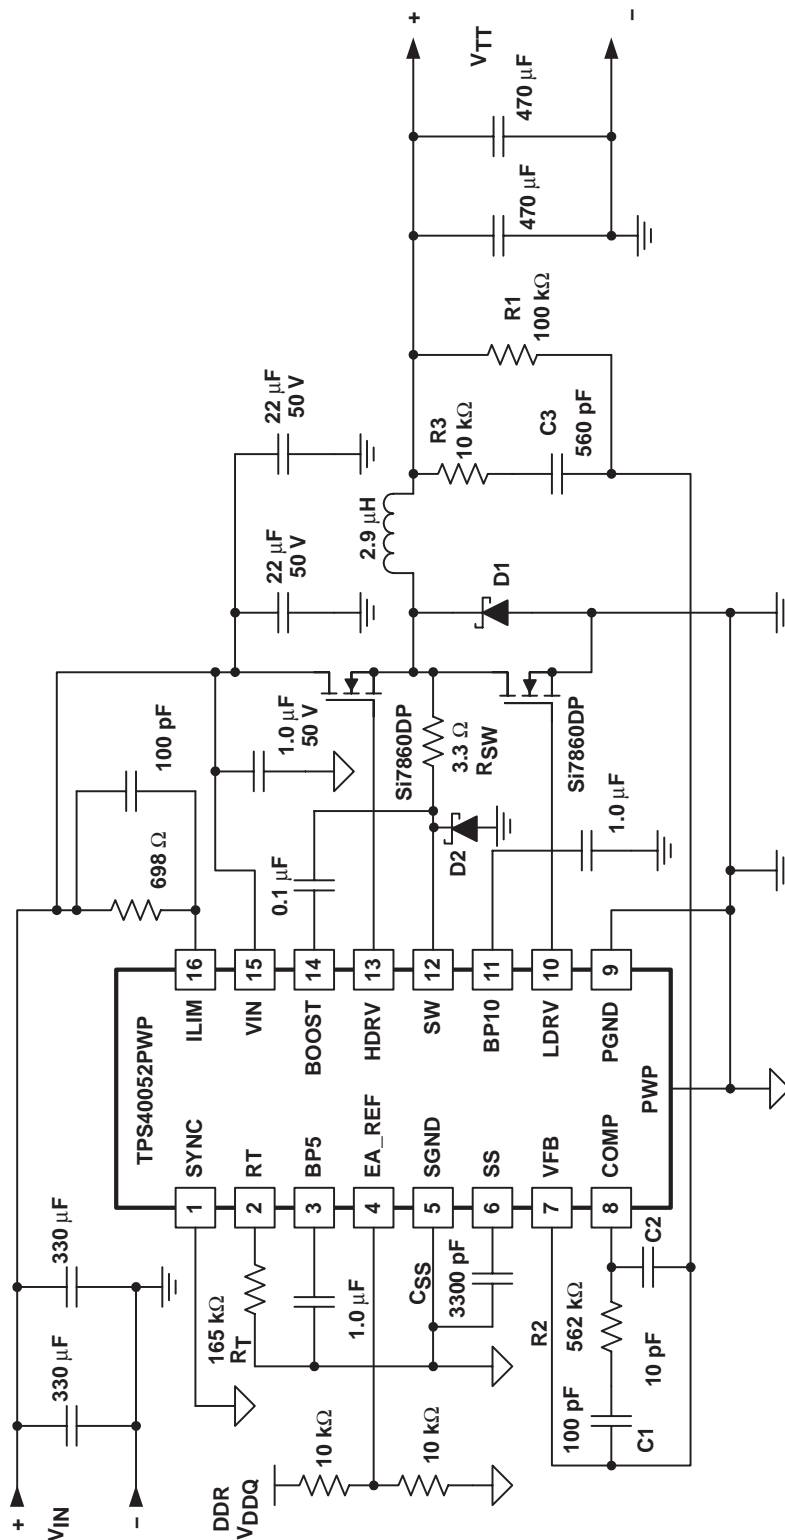 +
VIN
−
330 µF
330 µF
698 Ω
100 pF
22 µF
50 V
22 µF
50 V
1.0 µF
50 V
TPS40052PWP
1
SYNC
2
RT
3
BP5
4
EA_REF
5
SGND
6
SS
7
VFB
8
COMP
16
ILIM
15
VIN
14
BOOST
13
HDRV
12
SW
11
BP10
10
LDRV
9
PGND
PWP
165 kΩ
RT
1.0 µF
CSS
3300 pF
DDR
VDDQ
10 kΩ
10 kΩ
R2
562 kΩ
10 pF
C2
100 pF
C1
0.1 µF
Si7860DP
3.3 Ω
RSW
D2
Si7860DP
1.0 µF
D1
2.9 µH
R3
10 kΩ
C3
560 pF
R1
100 kΩ
470 µF
470 µF
+
VTT
−